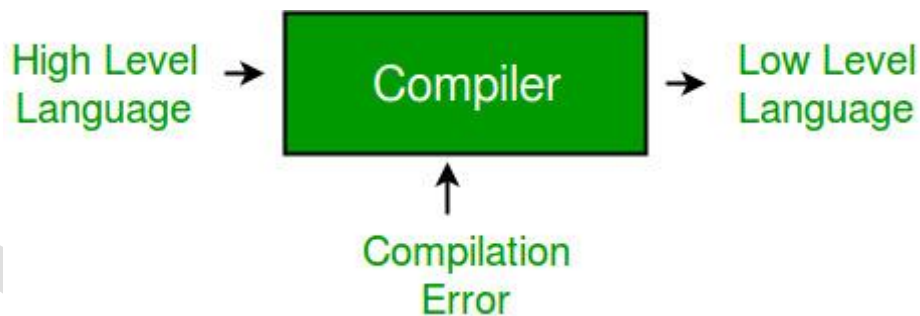 High Level
Language
Compiler
Low Level
Language
Compilation
Error